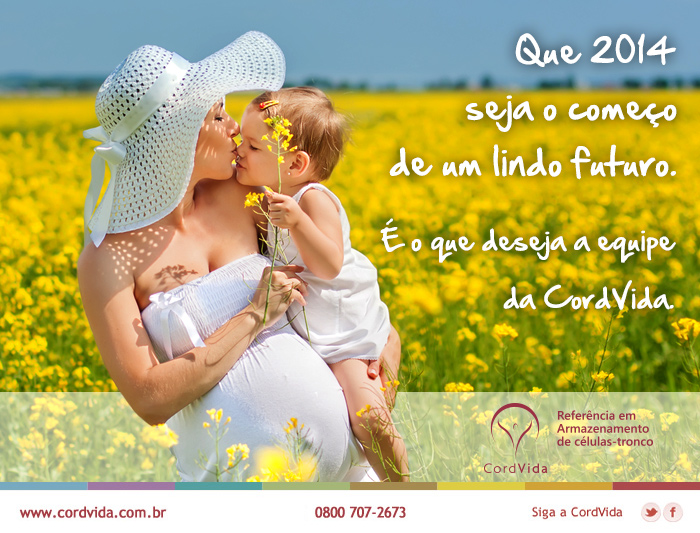 Que 2014
seja o começo
de um lindo futuro.
É o que deseja a equipe
da CordVida.
CordVida
Referência em
Armazenamento
de células-tronco
www.cordvida.com.br
0800 707-2673
Siga a CordVida